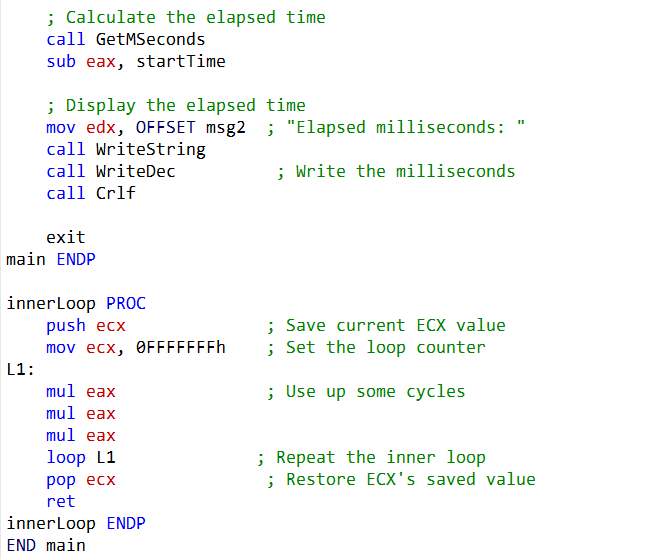 ; Calculate the elapsed time
call GetMSeconds
sub eax, startTime
; Display the elapsed time
mov edx, OFFSET msg2 ; "Elapsed milliseconds: "
call WriteString
call WriteDec ; Write the milliseconds
call Crlf
exit
main ENDP
innerLoop PROC
push ecx ; Save current ECX value
mov ecx, 0FFFFFFFh ; Set the loop counter
L1:
mul eax ; Use up some cycles
mul eax
mul eax
loop L1 ; Repeat the inner loop
pop ecx ; Restore ECX's saved value
ret
innerLoop ENDP
END main